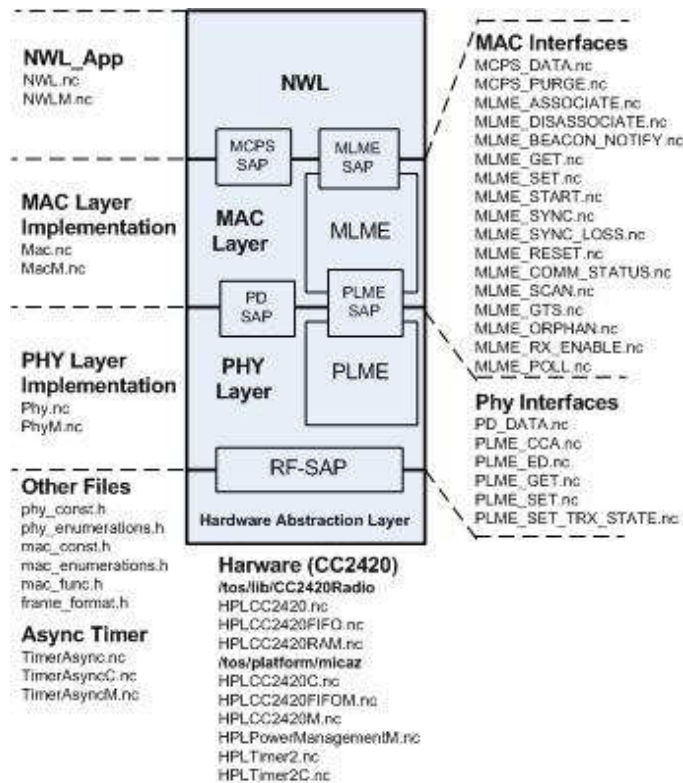 NWL_App
NWL.nc
NWLM.nc
MAC Layer
Implementation
Mac.nc
MacM.nc
PHY Layer
Implementation
Phy.nc
PhyM.nc
Other Files
phy_const.h
phy_enumerations.h
mac_const.h
mac_enumerations.h
mac_func.h
frame_format.h
Async Timer
TimerAsync.nc
TimerAsyncC.nc
TimerAsyncM.nc
NWL
MCPS
SAP
MLME
SAP
MAC
Layer
MLME
PD
SAP
PLME
SAP
PHY
Layer
PLME
RF-SAP
Hardware Abstraction Layer
Harware (CC2420)
/tos/lib/CC2420Radio
HPLCC2420.nc
HPLCC2420FIFO.nc
HPLCC2420RAM.nc
/tos/platform/micaz
HPLCC2420C.nc
HPLCC2420FIFOM.nc
HPLCC2420M.nc
HPLPowerManagementM.nc
HPLTimer2.nc
HPLTimer2C.nc
MAC Interfaces
MCPS_DATA.nc
MCPS_PURGE.nc
MLME_ASSOCIATE.nc
MLME_DISASSOCIATE.nc
MLME_BEACON_NOTIFY.nc
MLME_GET.nc
MLME_SET.nc
MLME_START.nc
MLME_SYNC.nc
MLME_SYNC_LOSS.nc
MLME_RESET.nc
MLME_COMM_STATUS.nc
MLME_SCAN.nc
MLME_GTS.nc
MLME_ORPHAN.nc
MLME_RX_ENABLE.nc
MLME_POLL.nc
Phy Interfaces
PD_DATA.nc
PLME_CCA.nc
PLME_ED.nc
PLME_GET.nc
PLME_SET.nc
PLME_SET_TRX_STATE.nc